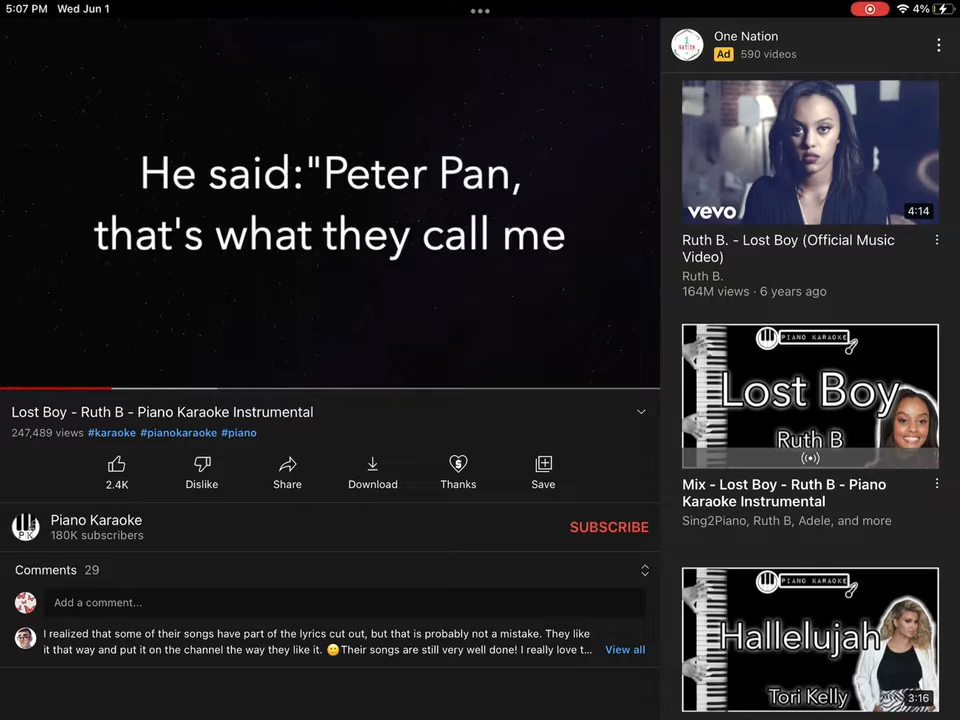 5:07 PM Wed Jun 1
4%
He said:"Peter Pan,
that's what they call me
Lost Boy - Ruth B - Piano Karaoke Instrumental
247,489 views #karaoke #pianokaraoke #piano
2.4K
Dislike
Share
Download
Thanks
Save
Piano Karaoke
180K subscribers
SUBSCRIBE
Comments 29
Add a comment...
I realized that some of their songs have part of the lyrics cut out, but that is probably not a mistake. They like
it that way and put it on the channel the way they like it. 🙂Their songs are still very well done! I really love t... View all
One Nation
Ad 590 videos
vevo
4:14
Ruth B. - Lost Boy (Official Music
Video)
Ruth B.
164M views · 6 years ago
PIANO KARAOKE
Lost Boy
Ruth B
Mix - Lost Boy - Ruth B - Piano
Karaoke Instrumental
Sing2Piano, Ruth B, Adele, and more
PIANO KARAOKE
Hallelujah
Tori Kelly
3:16